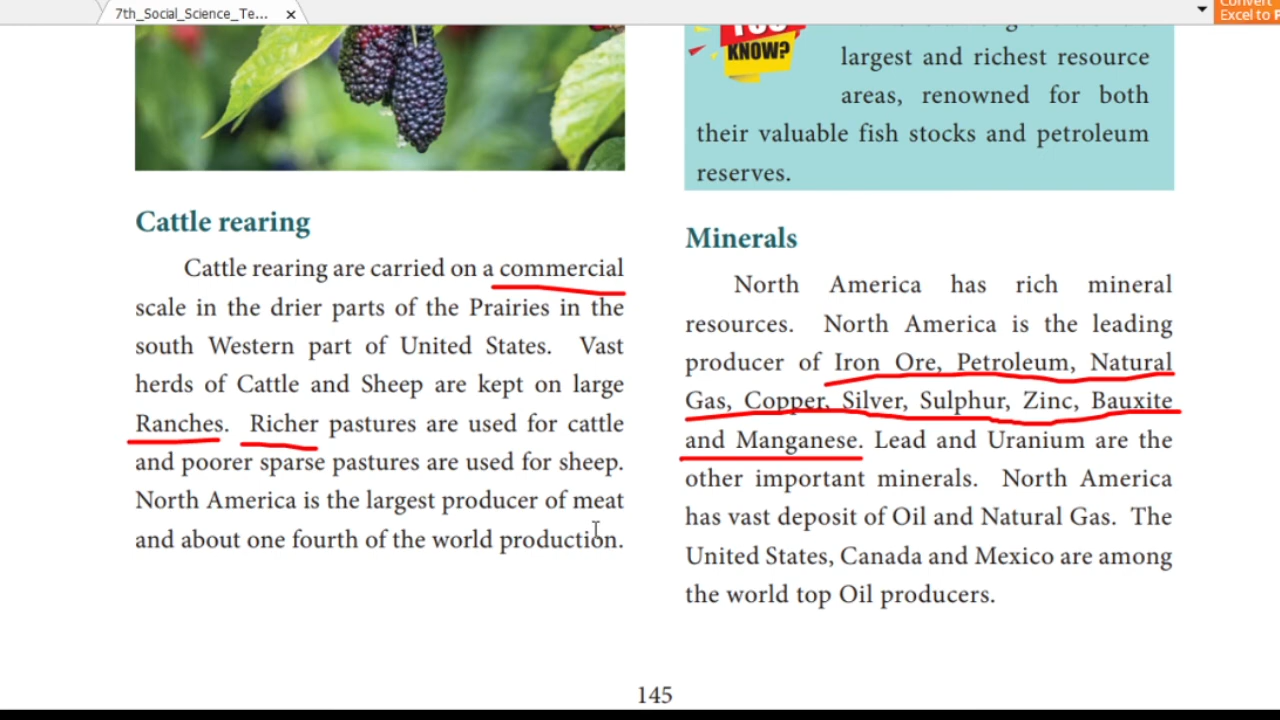 7th_Social_Science_Te...
Convert
Excel to
KNOW?
largest and richest resource
areas, renowned for both
their valuable fish stocks and petroleum
reserves.
Cattle rearing
Cattle rearing are carried on a commercial
scale in the drier parts of the Prairies in the
south Western part of United States. Vast
herds of Cattle and Sheep are kept on large
Ranches. Richer pastures are used for cattle
and poorer sparse pastures are used for sheep.
North America is the largest producer of meat
and about one fourth of the world production.
Minerals
North America has rich mineral
resources. North America is the leading
producer of Iron Ore, Petroleum, Natural
Gas, Copper, Silver, Sulphur, Zinc, Bauxite
and Manganese. Lead and Uranium are the
other important minerals. North America
has vast deposit of Oil and Natural Gas. The
United States, Canada and Mexico are among
the world top Oil producers.
145